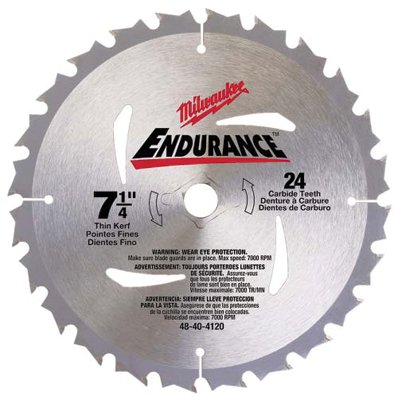 Milwaukee
ENDURANCE™
7 1/4"
Thin Kerf
Pointes Fines
Dientes Fino
24
Carbide Teeth
Denture à Carbure
Dientes de Carburo
WARNING: WEAR EYE PROTECTION.
Make sure blade guards are in place. Max speed: 7000 RPM
AVERTISSEMENT: TOUJOURS PORTERDES LUNETTES
DE SÉCURITE. Assurez-vous
que tous les protecteurs
de lame sont bien en place.
Vitesse maximale: 7000 TR/MN
ADVERTENCIA: SIEMPRE LLEVE PROTECCION
PARA LA VISTA. Asegurese de que las protecciones
de la cuchilla se encuentren bien colocadas.
Velocidad máxima: 7000 RPM
48-40-4120